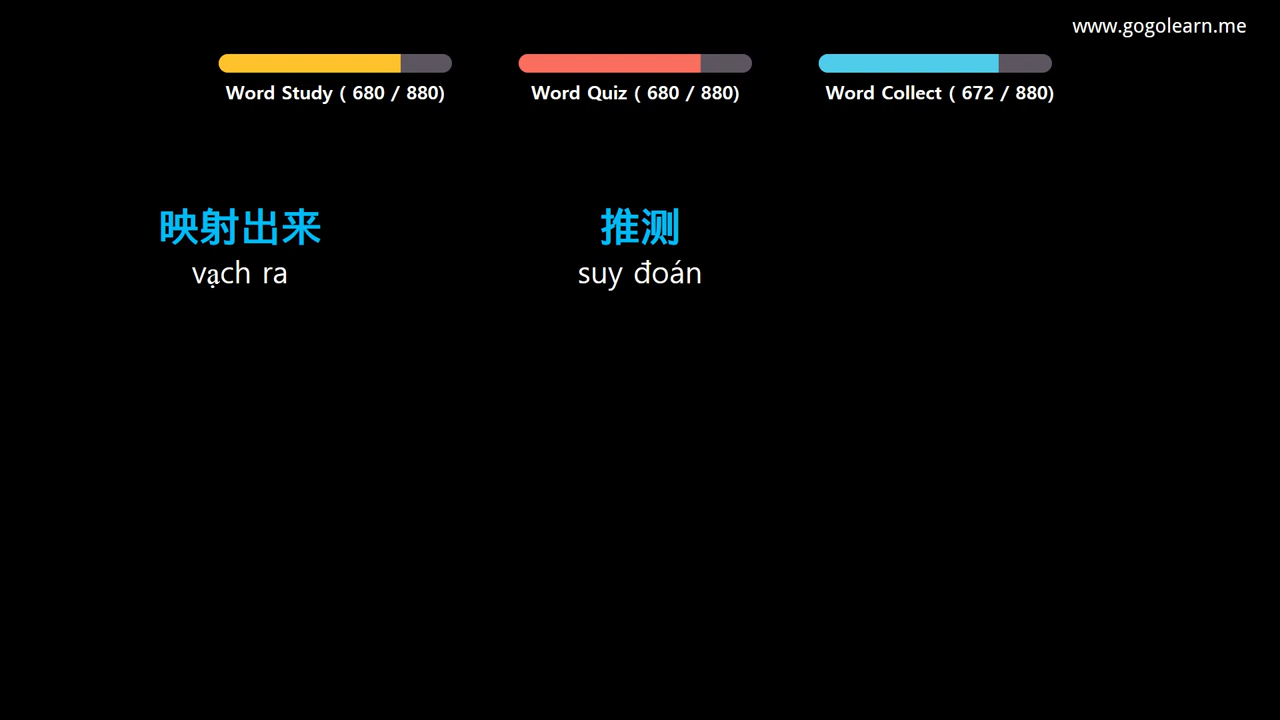 www.gogolearn.me
Word Study ( 680 / 880)
Word Quiz ( 680 / 880)
Word Collect ( 672 / 880)
映射出来
vạch ra
推测
suy đoán